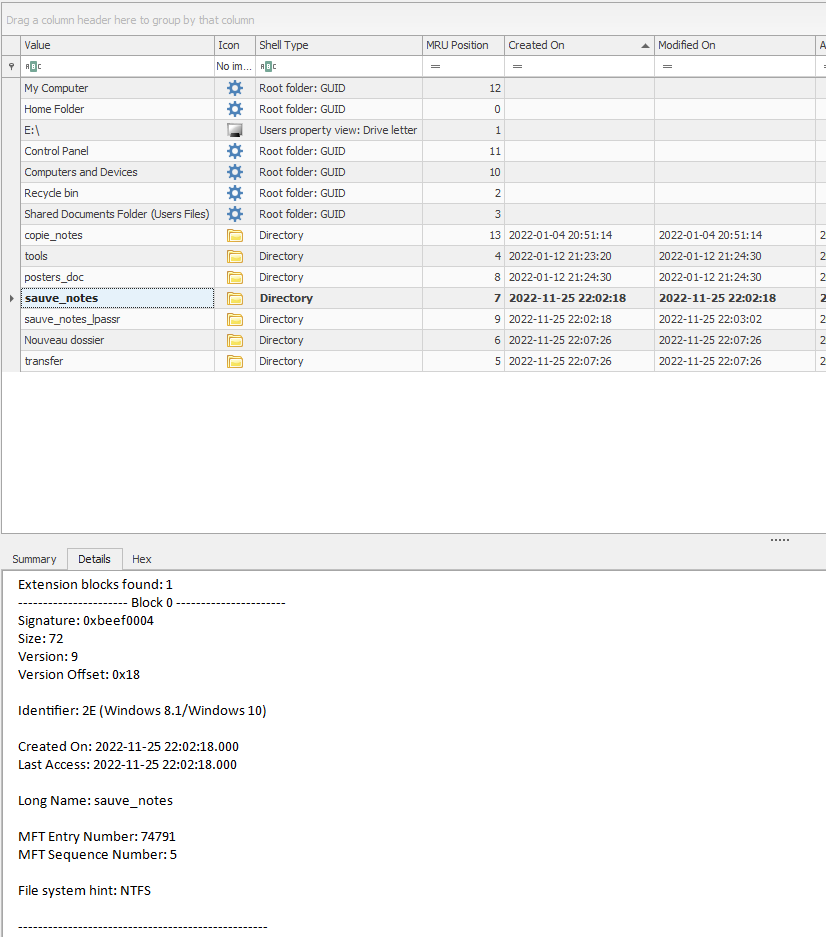 Drag a column header here to group by that column
Value Icon Shell Type MRU Position Created On Modified On A
ABC No im... ABC = = = =
My Computer Root folder: GUID 12
Home Folder Root folder: GUID 0
E:\ Users property view: Drive letter 1
Control Panel Root folder: GUID 11
Computers and Devices Root folder: GUID 10
Recycle bin Root folder: GUID 2
Shared Documents Folder (Users Files) Root folder: GUID 3
copie_notes Directory 13 2022-01-04 20:51:14 2022-01-04 20:51:14 2
tools Directory 4 2022-01-12 21:23:20 2022-01-12 21:24:30 2
posters_doc Directory 8 2022-01-12 21:24:30 2022-01-12 21:24:30 2
sauve_notes Directory 7 2022-11-25 22:02:18 2022-11-25 22:02:18 2
sauve_notes_lpassr Directory 9 2022-11-25 22:02:18 2022-11-25 22:03:02 2
Nouveau dossier Directory 6 2022-11-25 22:07:26 2022-11-25 22:07:26 2
transfer Directory 5 2022-11-25 22:07:26 2022-11-25 22:07:26 2
Summary Details Hex
Extension blocks found: 1
---------------------- Block 0 ----------------------
Signature: 0xbeef0004
Size: 72
Version: 9
Version Offset: 0x18
Identifier: 2E (Windows 8.1/Windows 10)
Created On: 2022-11-25 22:02:18.000
Last Access: 2022-11-25 22:02:18.000
Long Name: sauve_notes
MFT Entry Number: 74791
MFT Sequence Number: 5
File system hint: NTFS
--------------------------------------------------